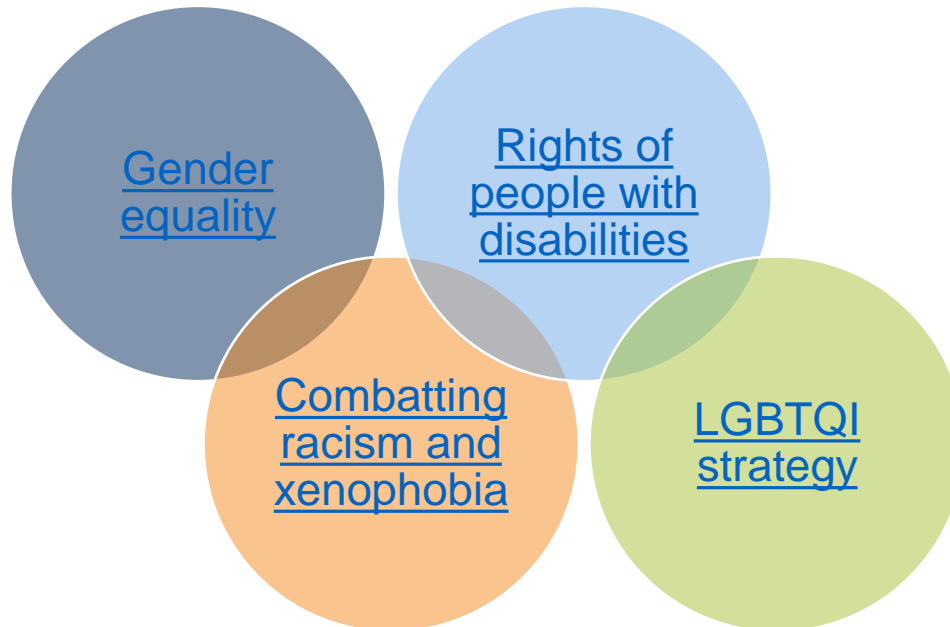 Gender
equality
Rights of
people with
disabilities
Combatting
racism and
xenophobia
LGBTQI
strategy